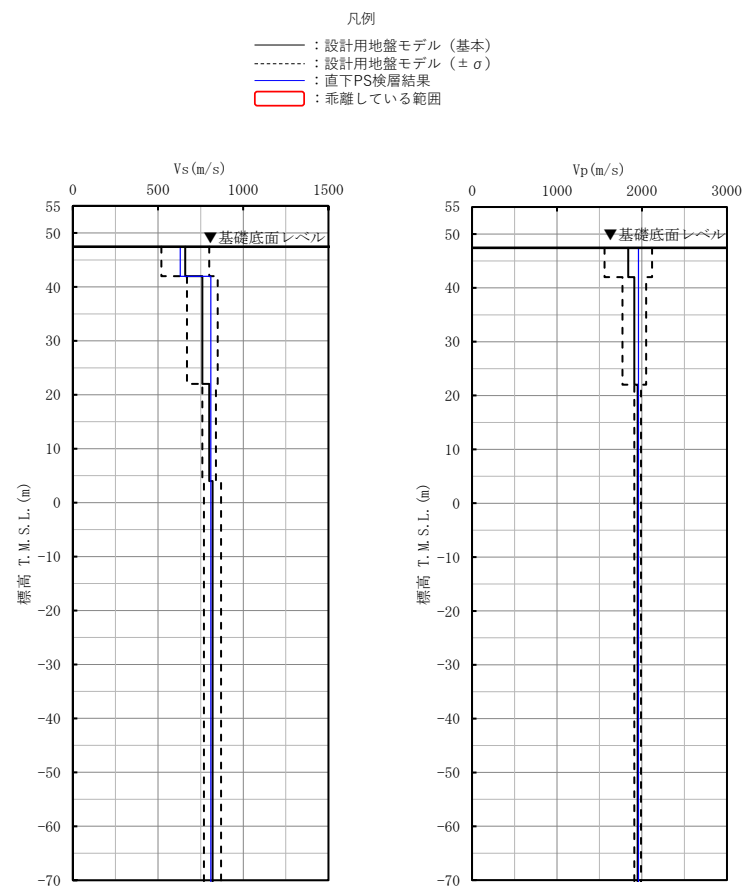 凡例
：設計用地盤モデル（基本）
：設計用地盤モデル（±σ）
：直下PS検層結果
：乖離している範囲
Vs(m/s)
0 500 1000 1500
55
50
40
30
20
10
0
-10
-20
-30
-40
-50
-60
-70
標高 T.M.S.L.(m)
▼基礎底面レベル
Vp(m/s)
0 1000 2000 3000
55
50
40
30
20
10
0
-10
-20
-30
-40
-50
-60
-70
標高 T.M.S.L.(m)
▼基礎底面レベル